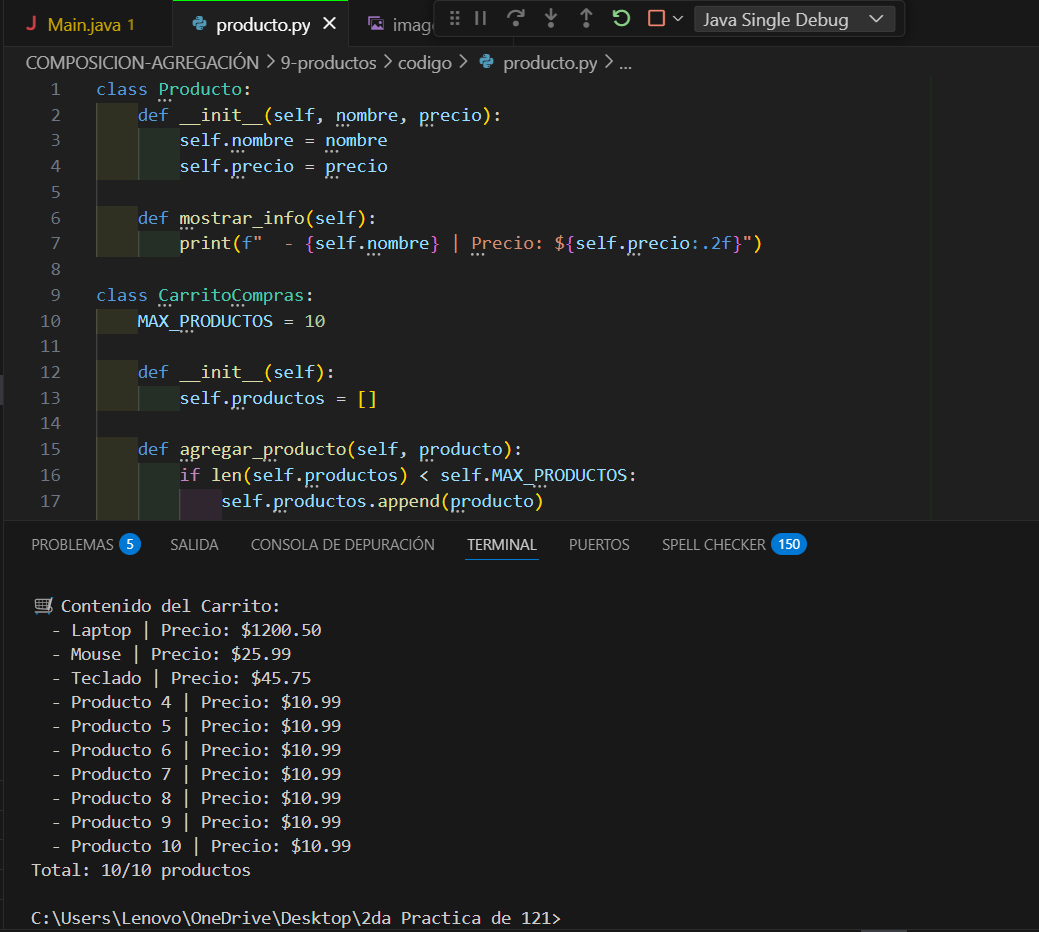 Main.java 1
producto.py
imag
Java Single Debug
COMPOSICION-AGREGACIÓN > 9-productos > codigo > producto.py > ...
1 class Producto:
2     def __init__(self, nombre, precio):
3         self.nombre = nombre
4         self.precio = precio
5
6     def mostrar_info(self):
7         print(f"  - {self.nombre} | Precio: ${self.precio:.2f}")
8
9 class CarritoCompras:
10     MAX_PRODUCTOS = 10
11
12     def __init__(self):
13         self.productos = []
14
15     def agregar_producto(self, producto):
16         if len(self.productos) < self.MAX_PRODUCTOS:
17             self.productos.append(producto)
PROBLEMAS 5 SALIDA CONSOLA DE DEPURACIÓN TERMINAL PUERTOS SPELL CHECKER 150
Contenido del Carrito:
  - Laptop | Precio: $1200.50
  - Mouse | Precio: $25.99
  - Teclado | Precio: $45.75
  - Producto 4 | Precio: $10.99
  - Producto 5 | Precio: $10.99
  - Producto 6 | Precio: $10.99
  - Producto 7 | Precio: $10.99
  - Producto 8 | Precio: $10.99
  - Producto 9 | Precio: $10.99
  - Producto 10 | Precio: $10.99
Total: 10/10 productos
C:\Users\Lenovo\OneDrive\Desktop\2da Practica de 121>